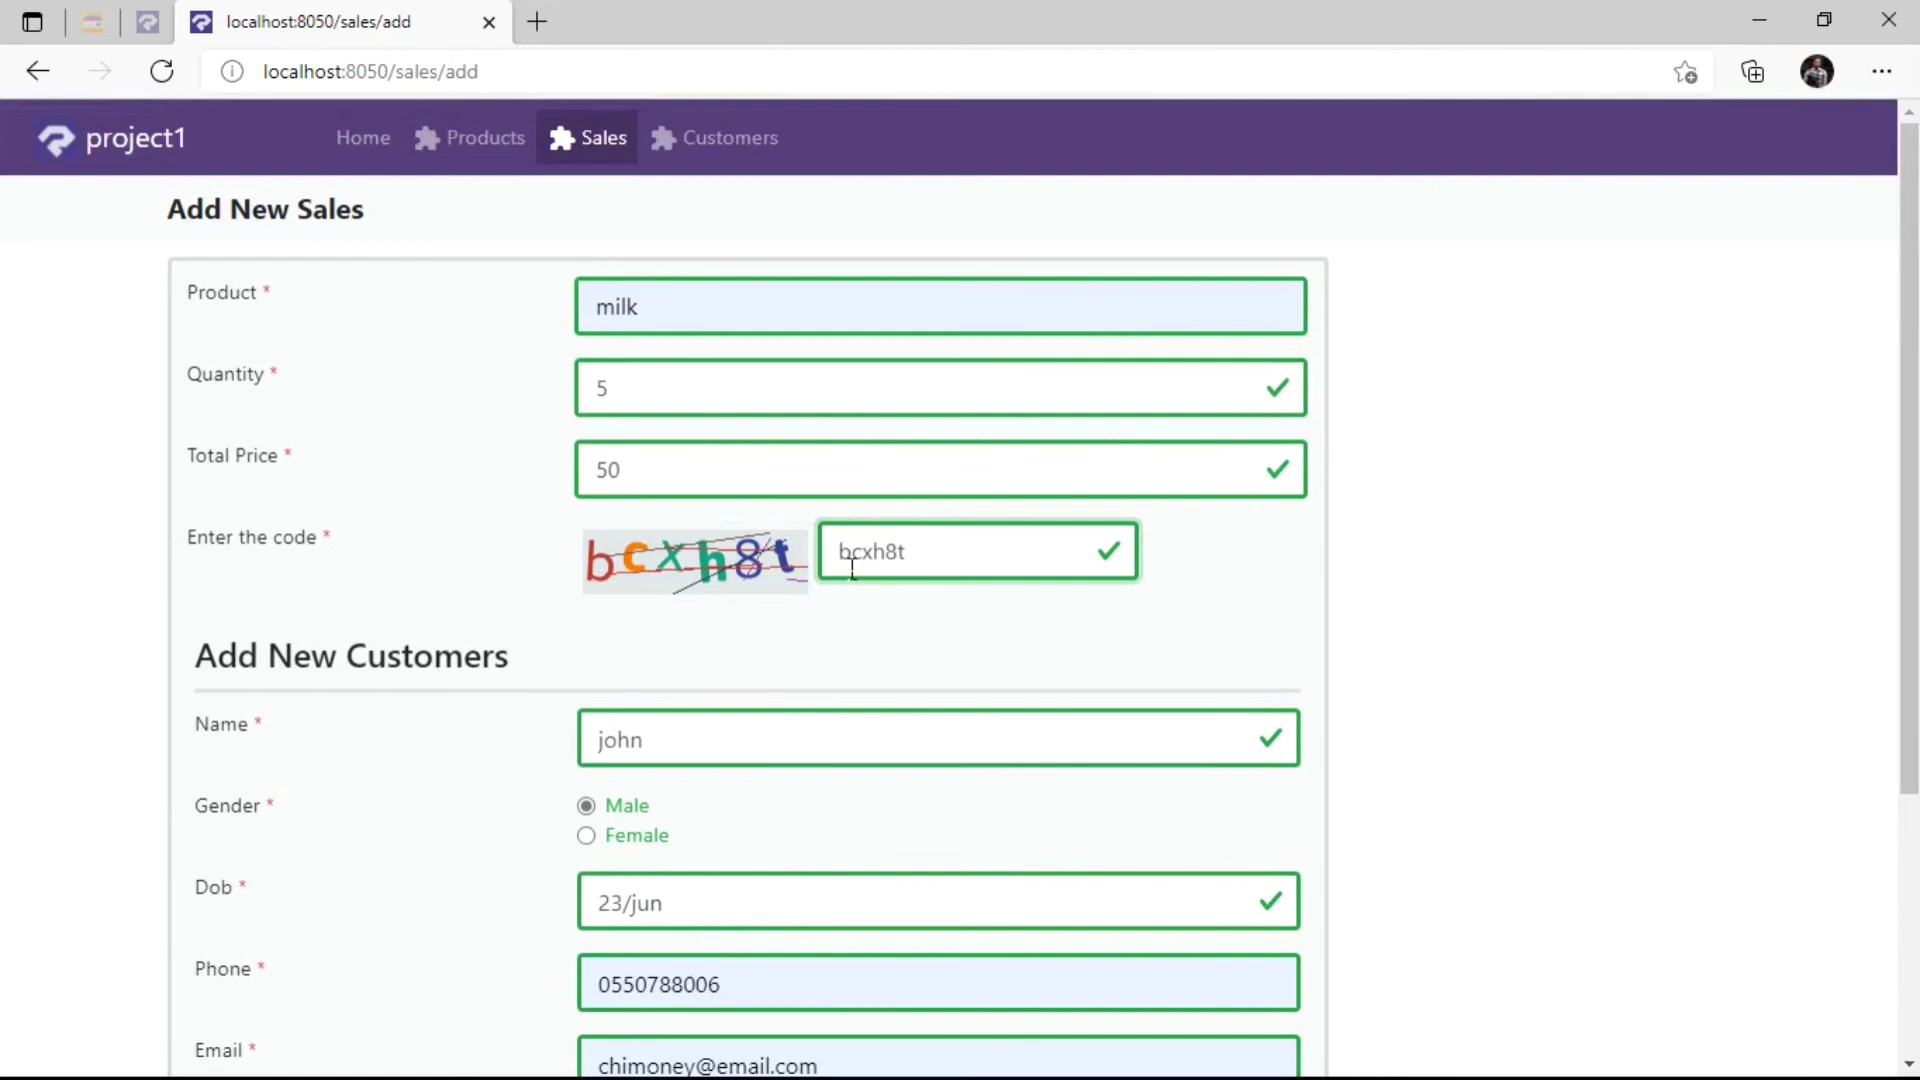 localhost:8050/sales/add
localhost:8050/sales/add
project1 Home Products Sales Customers
Add New Sales
Product * milk
Quantity * 5
Total Price * 50
Enter the code * bcxh8t bcxh8t
Add New Customers
Name * john
Gender * Male
Female
Dob * 23/jun
Phone * 0550788006
Email * chimoney@email.com